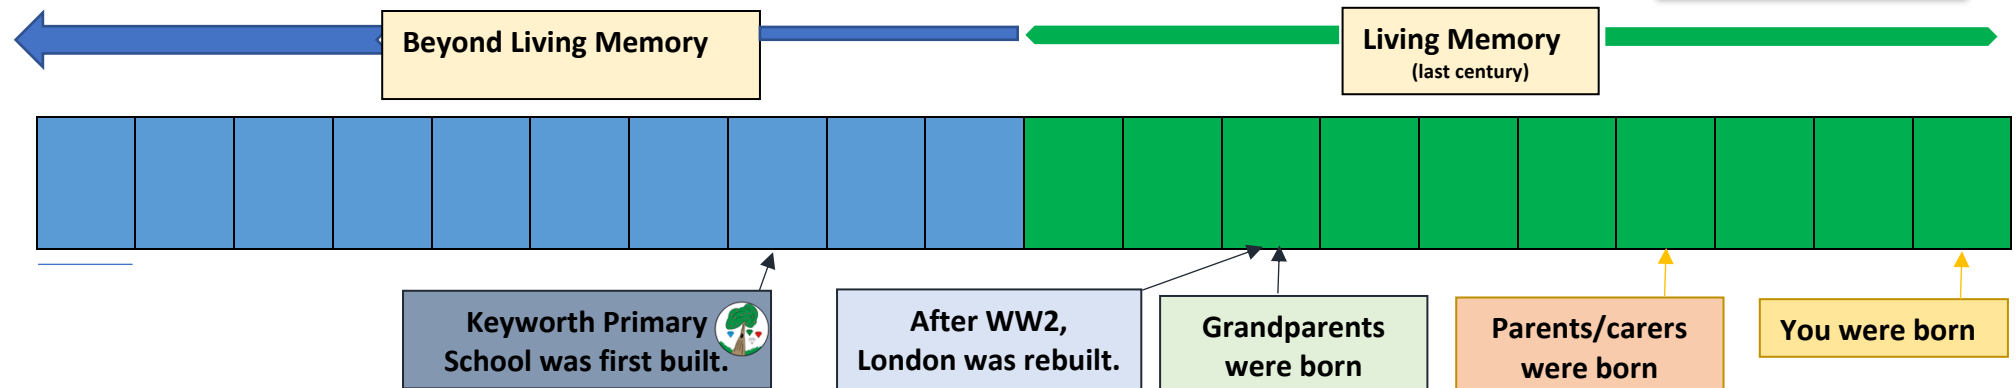 Beyond Living Memory
Living Memory
(last century)
Keyworth Primary
School was first built.
After WW2,
London was rebuilt.
Grandparents
were born
Parents/carers
were born
You were born